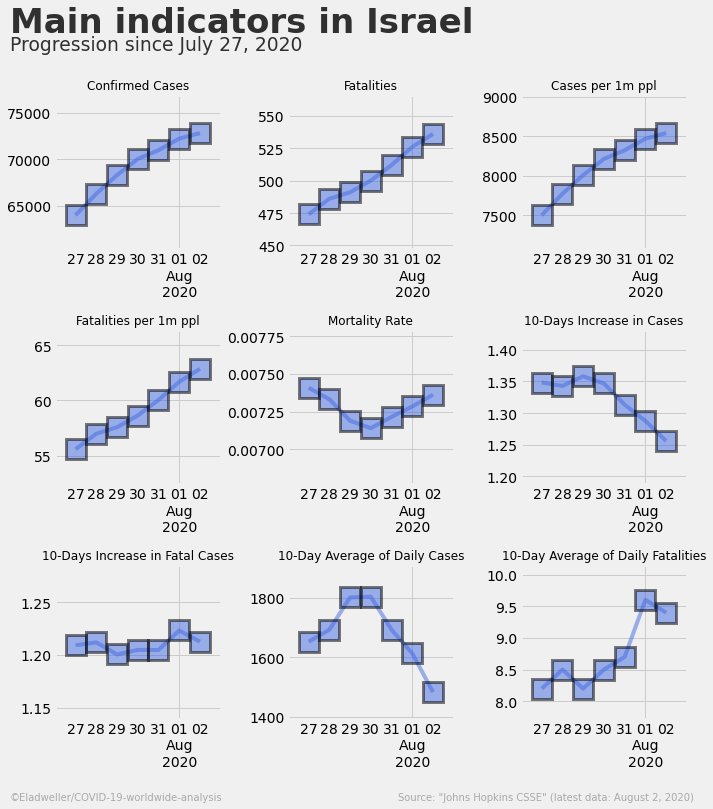 Main indicators in Israel
Progression since July 27, 2020
Confirmed Cases
75000
70000
65000
27 28 29 30 31 01 02
Aug
2020
Fatalities
550
525
500
475
450
27 28 29 30 31 01 02
Aug
2020
Cases per 1m ppl
9000
8500
8000
7500
27 28 29 30 31 01 02
Aug
2020
Fatalities per 1m ppl
65
60
55
27 28 29 30 31 01 02
Aug
2020
Mortality Rate
0.00775
0.00750
0.00725
0.00700
27 28 29 30 31 01 02
Aug
2020
10-Days Increase in Cases
1.40
1.35
1.30
1.25
1.20
27 28 29 30 31 01 02
Aug
2020
10-Days Increase in Fatal Cases
1.25
1.20
1.15
27 28 29 30 31 01 02
Aug
2020
10-Day Average of Daily Cases
1800
1600
1400
27 28 29 30 31 01 02
Aug
2020
10-Day Average of Daily Fatalities
10.0
9.5
9.0
8.5
8.0
27 28 29 30 31 01 02
Aug
2020
©Eladweller/COVID-19-worldwide-analysis
Source: "Johns Hopkins CSSE" (latest data: August 2, 2020)